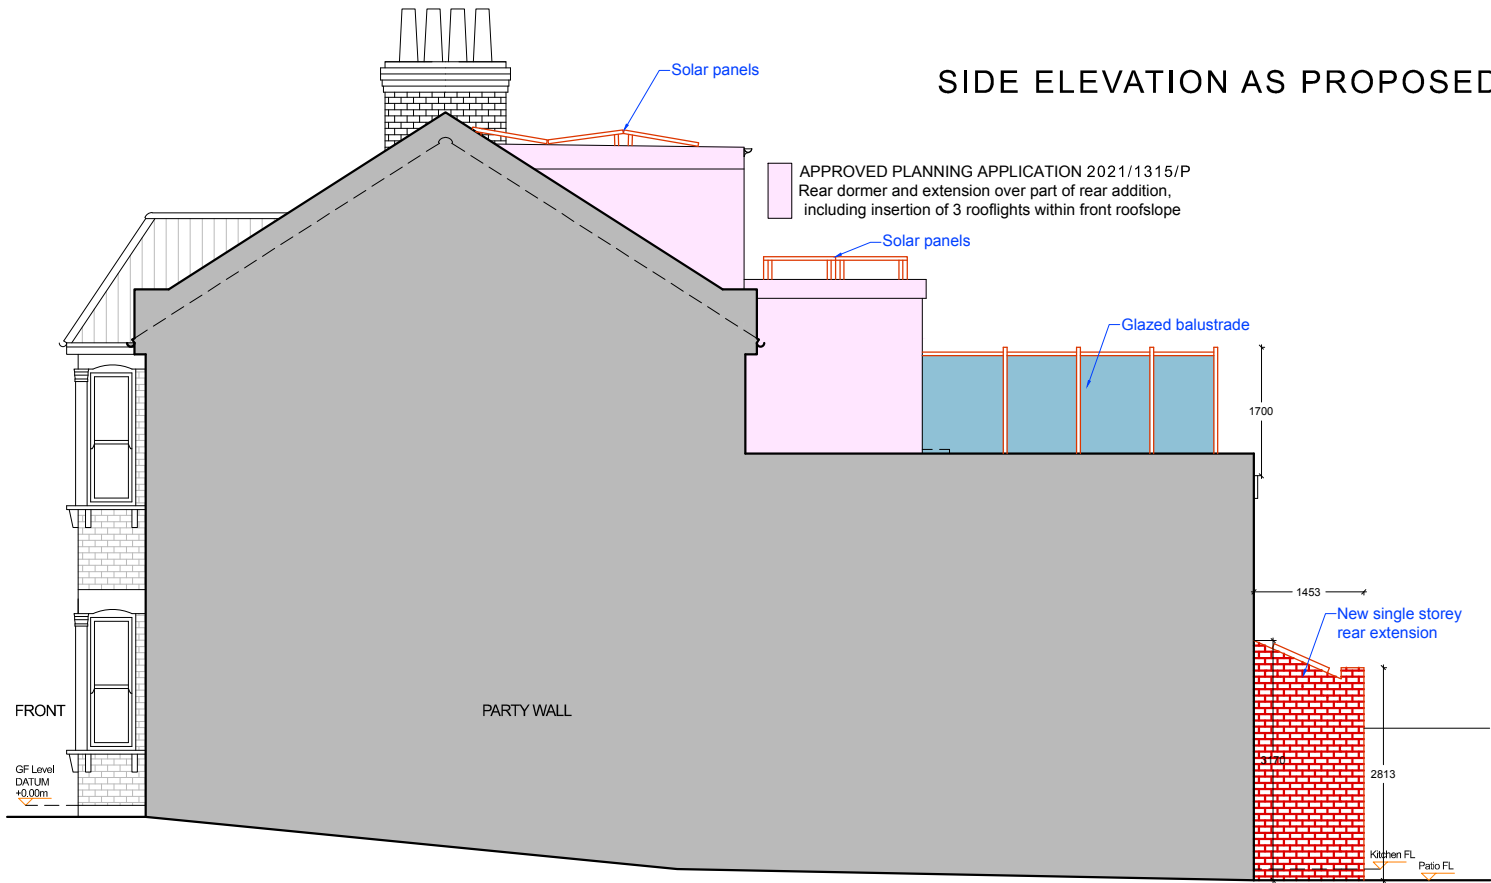 SIDE ELEVATION AS PROPOSED
Solar panels
APPROVED PLANNING APPLICATION 2021/1315/P
Rear dormer and extension over part of rear addition,
including insertion of 3 rooflights within front roofslope
Solar panels
Glazed balustrade
1700
1453
New single storey
rear extension
FRONT
PARTY WALL
GF Level
DATUM
+0.00m
3170
2813
Kitchen FL
Patio FL